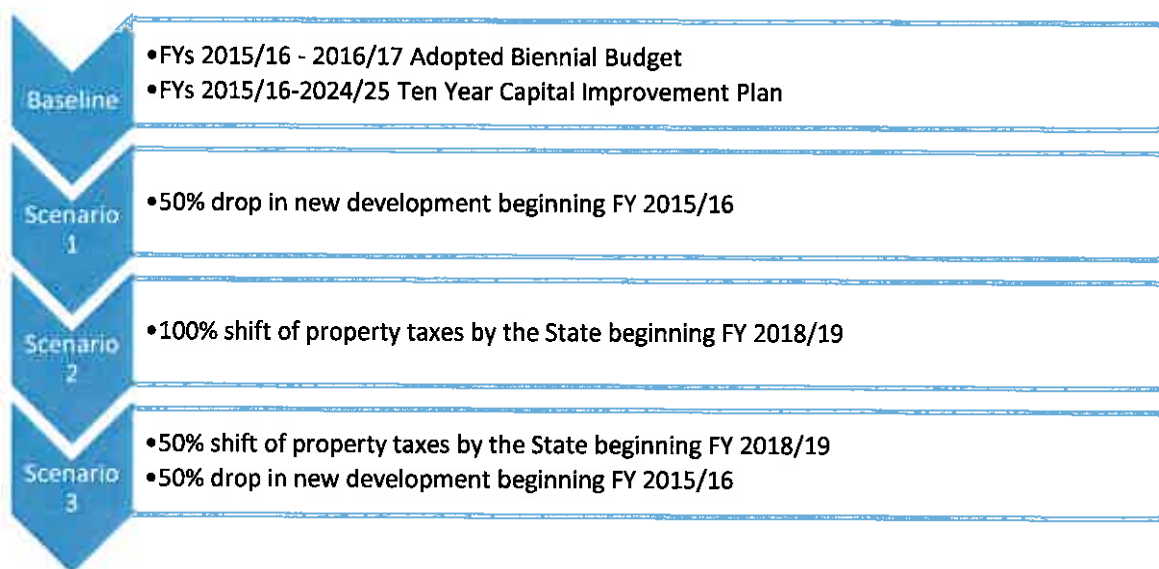 Baseline
•FYs 2015/16 - 2016/17 Adopted Biennial Budget
•FYs 2015/16-2024/25 Ten Year Capital Improvement Plan
Scenario
1
•50% drop in new development beginning FY 2015/16
Scenario
2
•100% shift of property taxes by the State beginning FY 2018/19
Scenario
3
•50% shift of property taxes by the State beginning FY 2018/19
•50% drop in new development beginning FY 2015/16